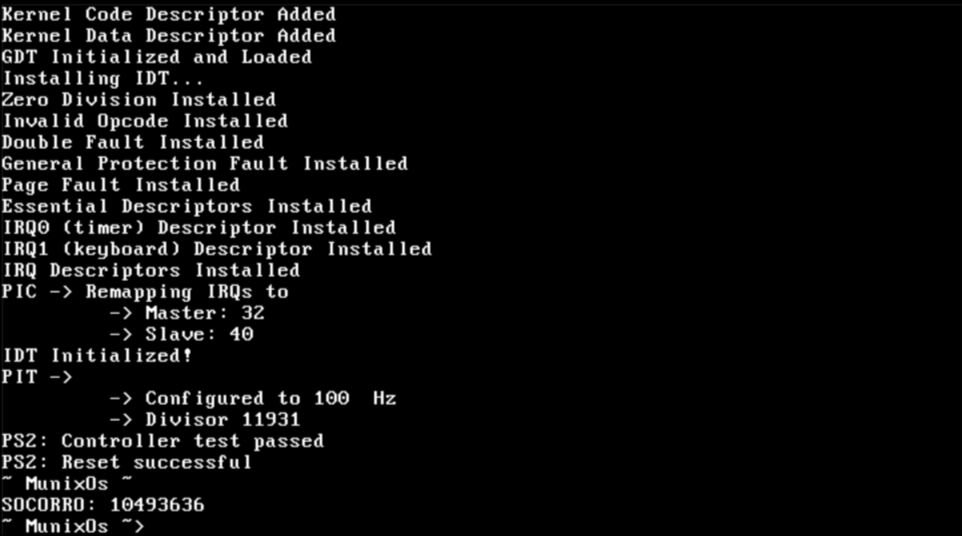 Kernel Code Descriptor Added
Kernel Data Descriptor Added
GDT Initialized and Loaded
Installing IDT...
Zero Division Installed
Invalid Opcode Installed
Double Fault Installed
General Protection Fault Installed
Page Fault Installed
Essential Descriptors Installed
IRQ0 (timer) Descriptor Installed
IRQ1 (keyboard) Descriptor Installed
IRQ Descriptors Installed
PIC -> Remapping IRQs to
-> Master: 32
-> Slave: 40
IDT Initialized!
PIT ->
-> Configured to 100  Hz
-> Divisor 11931
PS2: Controller test passed
PS2: Reset successful
~ MunixOs ~
SOCORRO: 10493636
~ MunixOs ~>